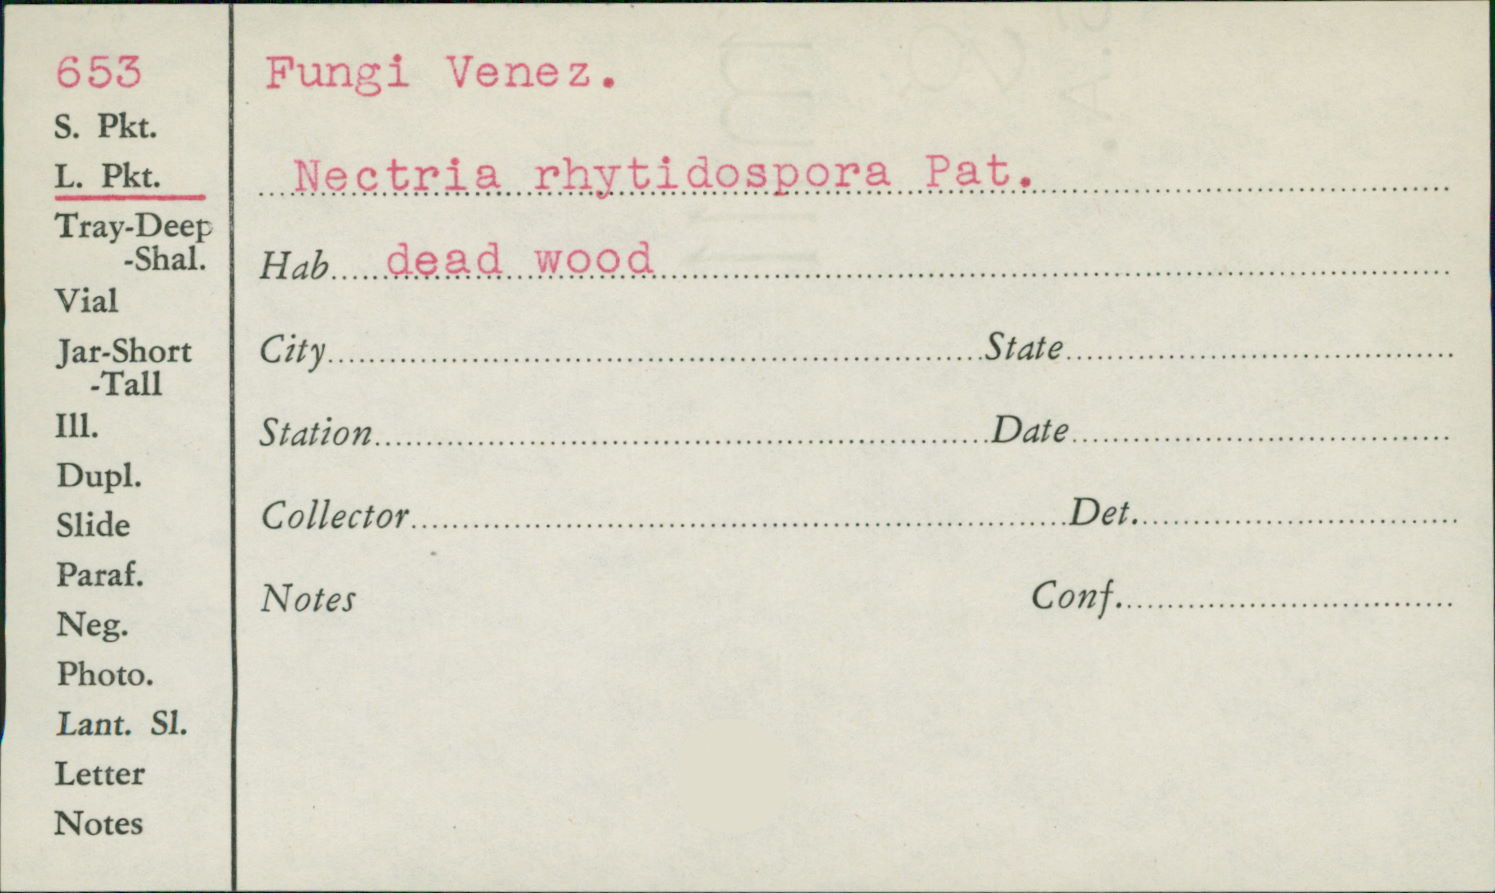 653
S. Pkt.
L. Pkt.
Tray-Deep
-Shal.
Vial
Jar-Short
-Tall
Ill.
Dupl.
Slide
Paraf.
Neg.
Photo.
Lant. Sl.
Letter
Notes
Fungi Venez.
Nectria rhytidospora Pat.
Hab. dead wood
City State
Station Date
Collector Det.
Notes Conf.